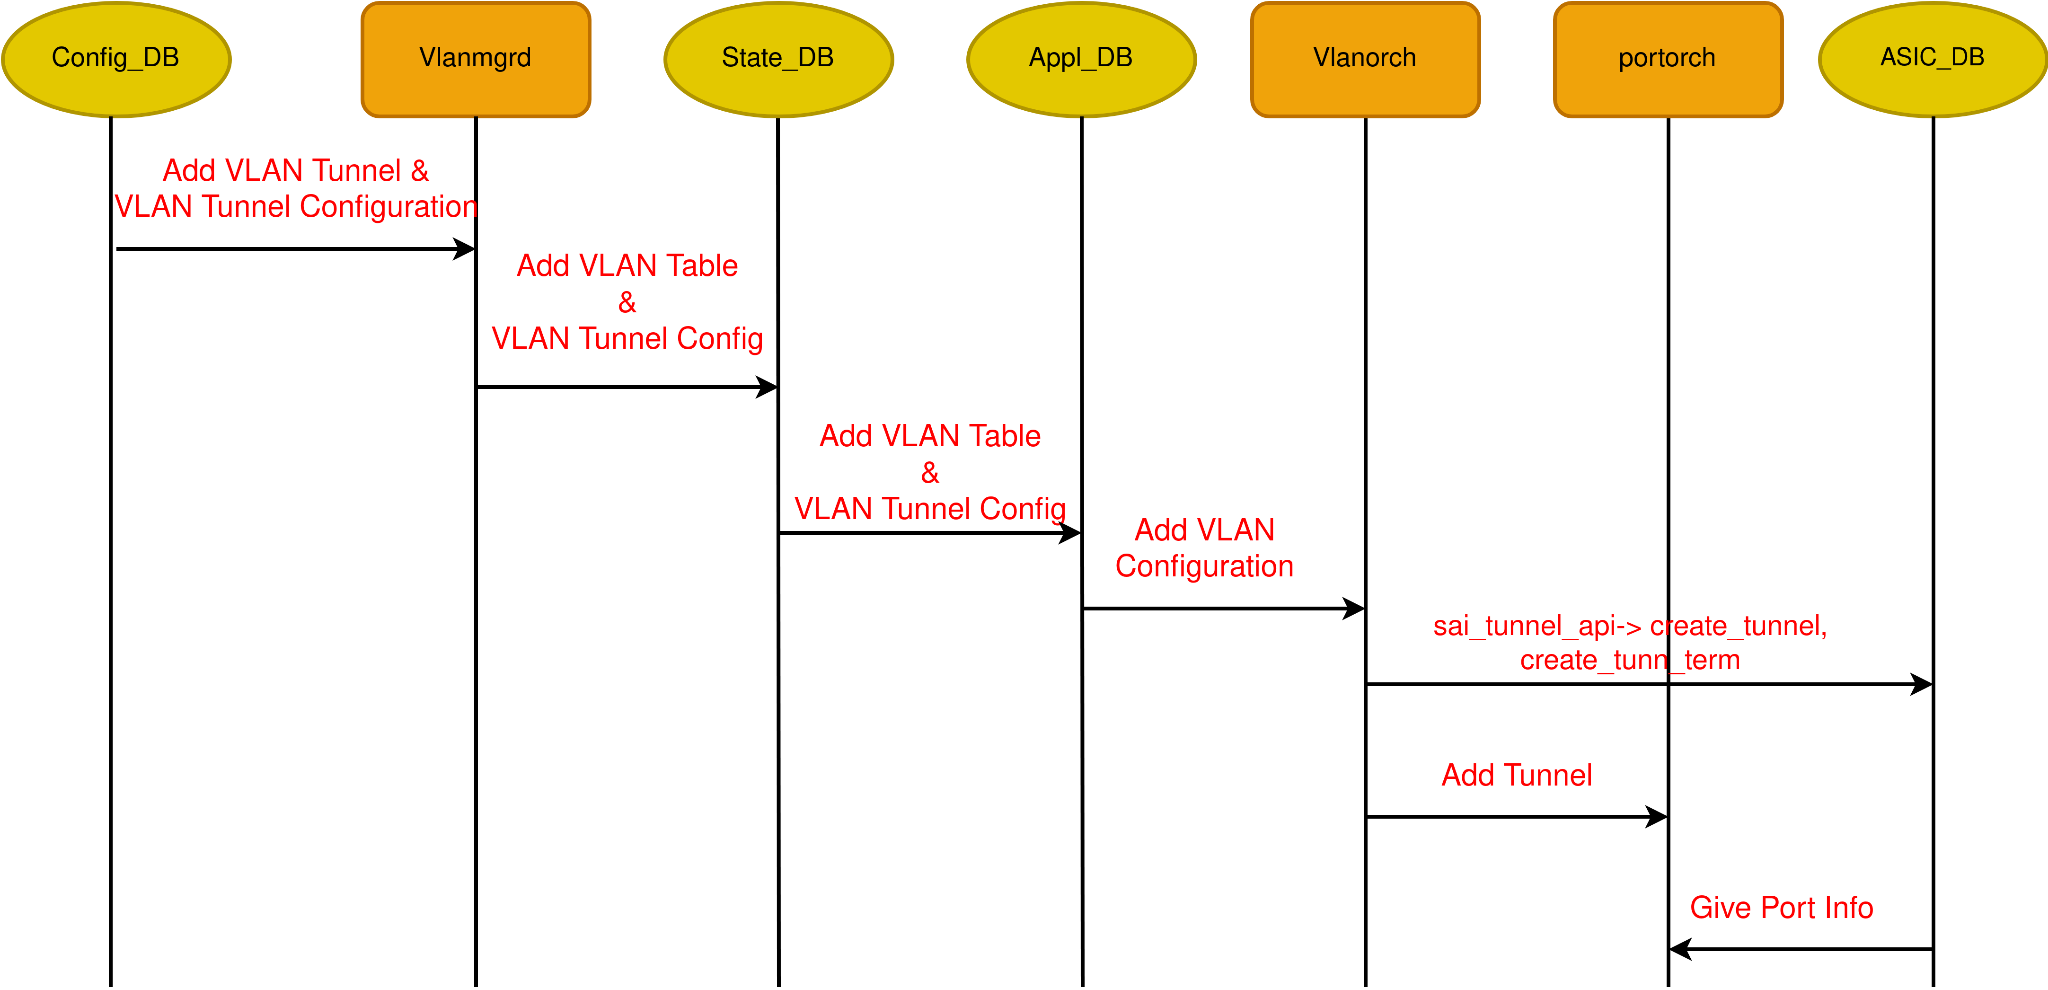 Config_DB
Vlanmgrd
State_DB
Appl_DB
Vlanorch
portorch
ASIC_DB
Add VLAN Tunnel &
VLAN Tunnel Configuration
Add VLAN Table
&
VLAN Tunnel Config
Add VLAN Table
&
VLAN Tunnel Config
Add VLAN
Configuration
sai_tunnel_api-> create_tunnel,
create_tunn_term
Add Tunnel
Give Port Info